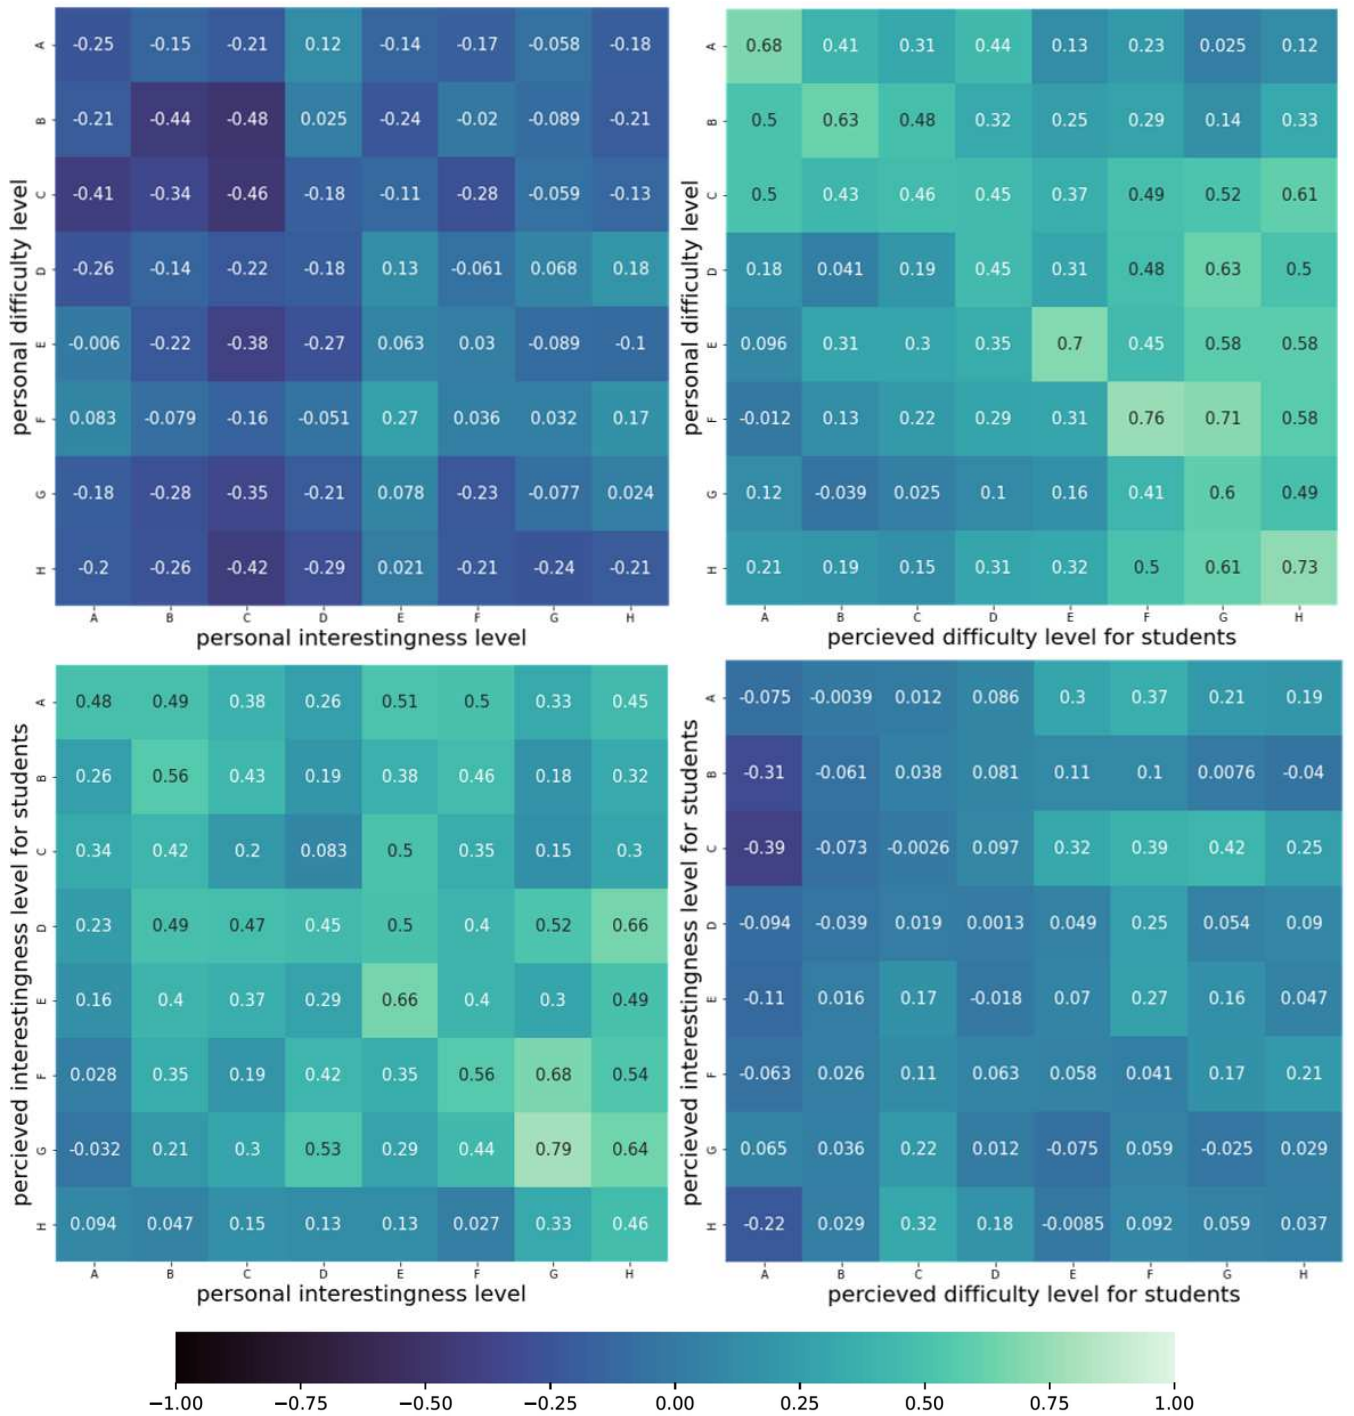 A -0.25 -0.15 -0.21 0.12 -0.14 -0.17 -0.058 -0.18
B -0.21 -0.44 -0.48 0.025 -0.24 -0.02 -0.089 -0.21
C -0.41 -0.34 -0.46 -0.18 -0.11 -0.28 -0.059 -0.13
D -0.26 -0.14 -0.22 -0.18 0.13 -0.061 0.068 0.18
E -0.006 -0.22 -0.38 -0.27 0.063 0.03 -0.089 -0.1
F 0.083 -0.079 -0.16 -0.051 0.27 0.036 0.032 0.17
G -0.18 -0.28 -0.35 -0.21 0.078 -0.23 -0.077 0.024
H -0.2 -0.26 -0.42 -0.29 0.021 -0.21 -0.24 -0.21
A B C D E F G H
personal difficulty level
personal interestingness level
A 0.68 0.41 0.31 0.44 0.13 0.23 0.025 0.12
B 0.5 0.63 0.48 0.32 0.25 0.29 0.14 0.33
C 0.5 0.43 0.46 0.45 0.37 0.49 0.52 0.61
D 0.18 0.041 0.19 0.45 0.31 0.48 0.63 0.5
E 0.096 0.31 0.3 0.35 0.7 0.45 0.58 0.58
F -0.012 0.13 0.22 0.29 0.31 0.76 0.71 0.58
G 0.12 -0.039 0.025 0.1 0.16 0.41 0.6 0.49
H 0.21 0.19 0.15 0.31 0.32 0.5 0.61 0.73
A B C D E F G H
personal difficulty level
percieved difficulty level for students
A 0.48 0.49 0.38 0.26 0.51 0.5 0.33 0.45
B 0.26 0.56 0.43 0.19 0.38 0.46 0.18 0.32
C 0.34 0.42 0.2 0.083 0.5 0.35 0.15 0.3
D 0.23 0.49 0.47 0.45 0.5 0.4 0.52 0.66
E 0.16 0.4 0.37 0.29 0.66 0.4 0.3 0.49
F 0.028 0.35 0.19 0.42 0.35 0.56 0.68 0.54
G -0.032 0.21 0.3 0.53 0.29 0.44 0.79 0.64
H 0.094 0.047 0.15 0.13 0.13 0.027 0.33 0.46
A B C D E F G H
percieved interestingness level for students
personal interestingness level
A -0.075 -0.0039 0.012 0.086 0.3 0.37 0.21 0.19
B -0.31 -0.061 0.038 0.081 0.11 0.1 0.0076 -0.04
C -0.39 -0.073 -0.0026 0.097 0.32 0.39 0.42 0.25
D -0.094 -0.039 0.019 0.0013 0.049 0.25 0.054 0.09
E -0.11 0.016 0.17 -0.018 0.07 0.27 0.16 0.047
F -0.063 0.026 0.11 0.063 0.058 0.041 0.17 0.21
G 0.065 0.036 0.22 0.012 -0.075 0.059 -0.025 0.029
H -0.22 0.029 0.32 0.18 -0.0085 0.092 0.059 0.037
A B C D E F G H
percieved interestingness level for students
percieved difficulty level for students
−1.00 −0.75 −0.50 −0.25 0.00 0.25 0.50 0.75 1.00